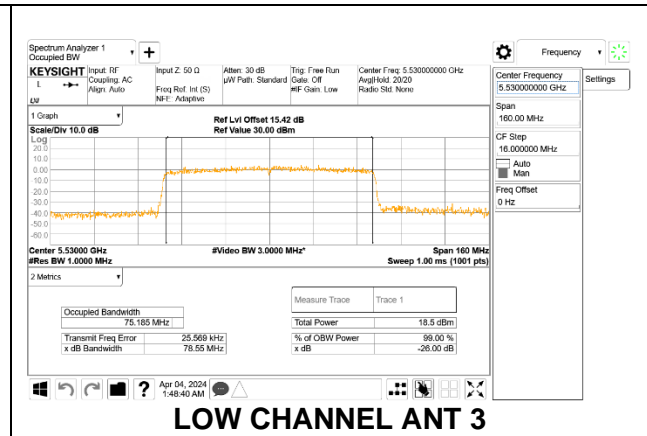 Spectrum Analyzer 1
Occupied BW
+
Frequency
KEYSIGHT
Input: RF
Coupling: AC
Align: Auto
Input Z: 50 Ω
Freq Ref: Int (S)
NFE: Adaptive
Atten: 30 dB
µW Path: Standard
Trig: Free Run
Gate: Off
#IF Gain: Low
Center Freq: 5.530000000 GHz
Avg|Hold: 20/20
Radio Std: None
L
Center Frequency
5.530000000 GHz
Settings
Span
160.00 MHz
CF Step
16.000000 MHz
Auto
Man
Freq Offset
0 Hz
1 Graph
Ref Lvl Offset 15.42 dB
Scale/Div 10.0 dB
Ref Value 30.00 dBm
Log
20.0
10.0
0.00
-10.0
-20.0
-30.0
-40.0
-50.0
-60.0
Center 5.53000 GHz
#Video BW 3.0000 MHz*
Span 160 MHz
#Res BW 1.0000 MHz
Sweep 1.00 ms (1001 pts)
2 Metrics
Measure Trace
Trace 1
Occupied Bandwidth
75.185 MHz
Total Power
18.5 dBm
Transmit Freq Error
25.569 kHz
% of OBW Power
99.00 %
x dB Bandwidth
78.55 MHz
x dB
-26.00 dB
?
Apr 04, 2024
1:48:40 AM
LOW CHANNEL ANT 3